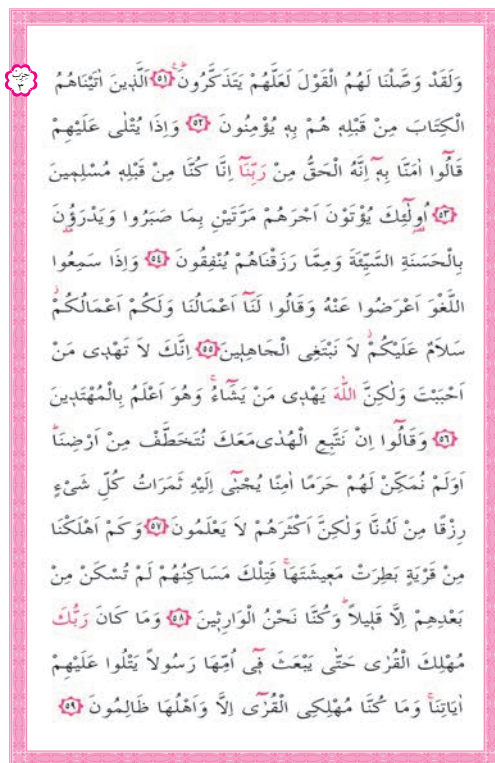 حزب
٣
وَلَقَدْ وَصَّلْنَا لَهُمُ الْقَوْلَ لَعَلَّهُمْ يَتَذَكَّرُونَۜ ﴿٥١﴾ اَلَّذٖينَ اٰتَيْنَاهُمُ
الْكِتَابَ مِنْ قَبْلِهٖ هُمْ بِهٖ يُؤْمِنُونَ ﴿٥٢﴾ وَاِذَا يُتْلٰى عَلَيْهِمْ
قَالُٓوا اٰمَنَّا بِهٖٓ اِنَّهُ الْحَقُّ مِنْ رَبِّنَٓا اِنَّا كُنَّا مِنْ قَبْلِهٖ مُسْلِمٖينَ
﴿٥٣﴾ اُو۬لٰٓئِكَ يُؤْتَوْنَ اَجْرَهُمْ مَرَّتَيْنِ بِمَا صَبَرُوا وَيَدْرَؤُ۫نَ
بِالْحَسَنَةِ السَّيِّئَةَ وَمِمَّا رَزَقْنَاهُمْ يُنْفِقُونَ ﴿٥٤﴾ وَاِذَا سَمِعُوا
اللَّغْوَ اَعْرَضُوا عَنْهُ وَقَالُوا لَنَٓا اَعْمَالُنَا وَلَكُمْ اَعْمَالُكُمْۘ
سَلَامٌ عَلَيْكُمْۘ لَا نَبْتَغِى الْجَاهِلٖينَ ﴿٥٥﴾ اِنَّكَ لَا تَهْدٖى مَنْ
اَحْبَبْتَ وَلٰكِنَّ اللّٰهَ يَهْدٖى مَنْ يَشَٓاءُۚ وَهُوَ اَعْلَمُ بِالْمُهْتَدٖينَ
﴿٥٦﴾ وَقَالُٓوا اِنْ نَتَّبِعِ الْهُدٰى مَعَكَ نُتَخَطَّفْ مِنْ اَرْضِنَاۜ
اَوَلَمْ نُمَكِّنْ لَهُمْ حَرَمًا اٰمِنًا يُجْبٰٓى اِلَيْهِ ثَمَرَاتُ كُلِّ شَیْءٍ
رِزْقًا مِنْ لَدُنَّا وَلٰكِنَّ اَكْثَرَهُمْ لَا يَعْلَمُونَ ﴿٥٧﴾ وَكَمْ اَهْلَكْنَا
مِنْ قَرْيَةٍ بَطِرَتْ مَعٖيشَتَهَاۚ فَتِلْكَ مَسَاكِنُهُمْ لَمْ تُسْكَنْ مِنْ
بَعْدِهِمْ اِلَّا قَلٖيلًاۜ وَكُنَّا نَحْنُ الْوَارِثٖينَ ﴿٥٨﴾ وَمَا كَانَ رَبُّكَ
مُهْلِكَ الْقُرٰى حَتّٰى يَبْعَثَ فٖٓى اُمِّهَا رَسُولًا يَتْلُوا عَلَيْهِمْ
اٰيَاتِنَاۚ وَمَا كُنَّا مُهْلِكِى الْقُرٰٓى اِلَّا وَاَهْلُهَا ظَالِمُونَ ﴿٥٩﴾